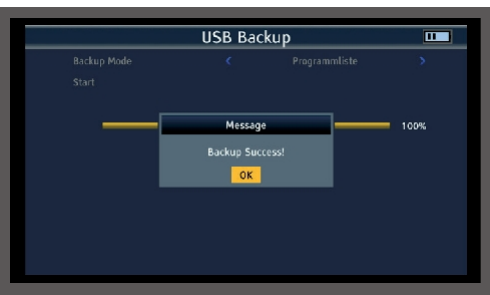 USB Backup
Backup Mode < Programmliste >
Start
100%
Message
Backup Success!
OK